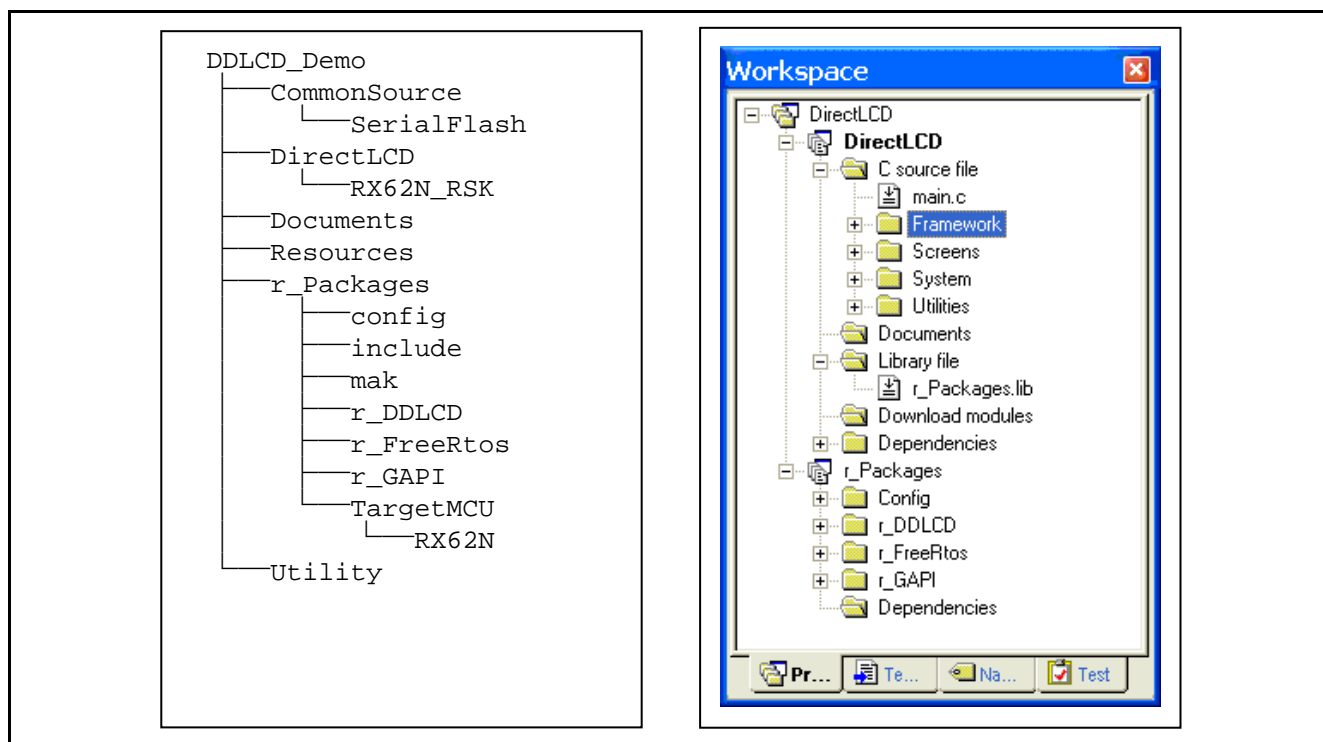 DDLCD_Demo
CommonSource
SerialFlash
DirectLCD
RX62N_RSK
Documents
Resources
r_Packages
config
include
mak
r_DDLCD
r_FreeRtos
r_GAPI
TargetMCU
RX62N
Utility
Workspace
DirectLCD
DirectLCD
C source file
main.c
Framework
Screens
System
Utilities
Documents
Library file
r_Packages.lib
Download modules
Dependencies
r_Packages
Config
r_DDLCD
r_FreeRtos
r_GAPI
Dependencies
Pr... Te... Na... Test